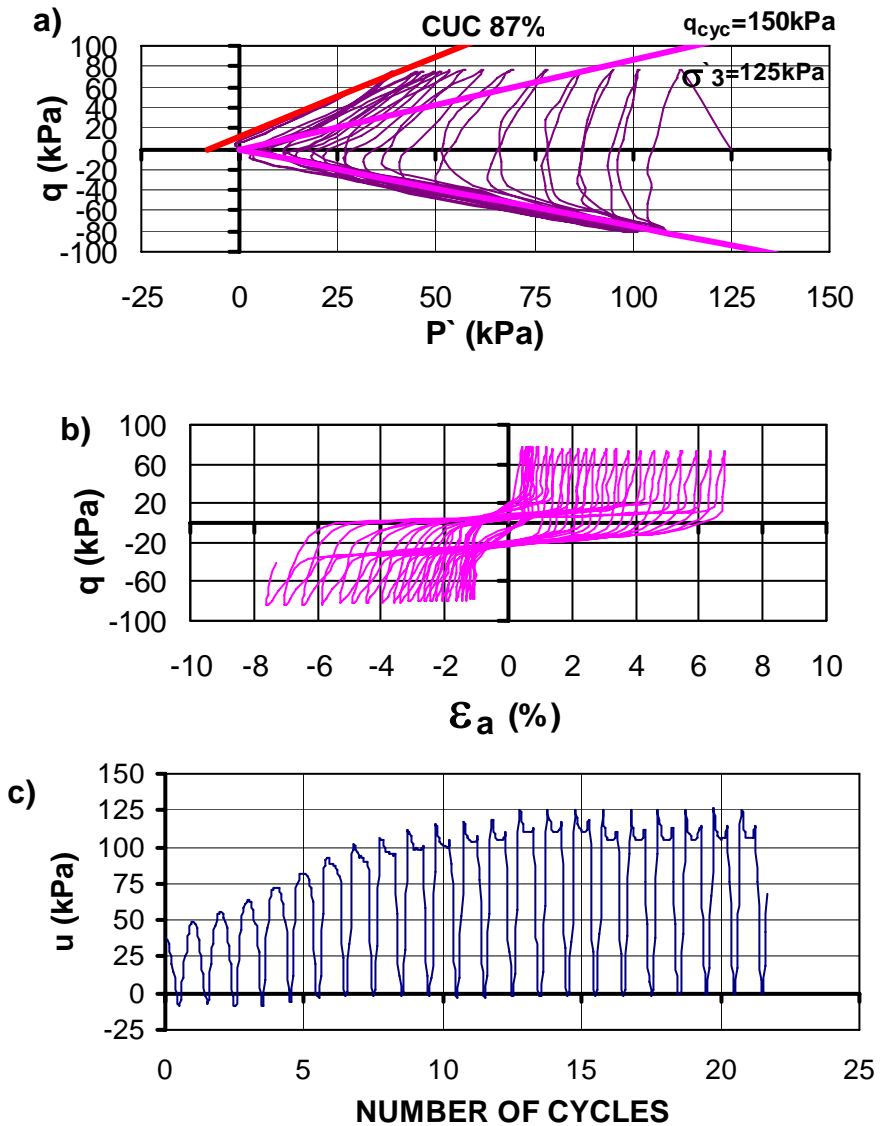 a)
CUC 87%
q cyc=150kPa
σ`3=125kPa
100
80
60
40
20
0
-20
-40
-60
-80
-100
q (kPa)
-25 0 25 50 75 100 125 150
P` (kPa)
b)
100
60
20
-20
-60
-100
q (kPa)
-10 -8 -6 -4 -2 0 2 4 6 8 10
εa (%)
c)
150
125
100
75
50
25
0
-25
u (kPa)
0 5 10 15 20 25
NUMBER OF CYCLES